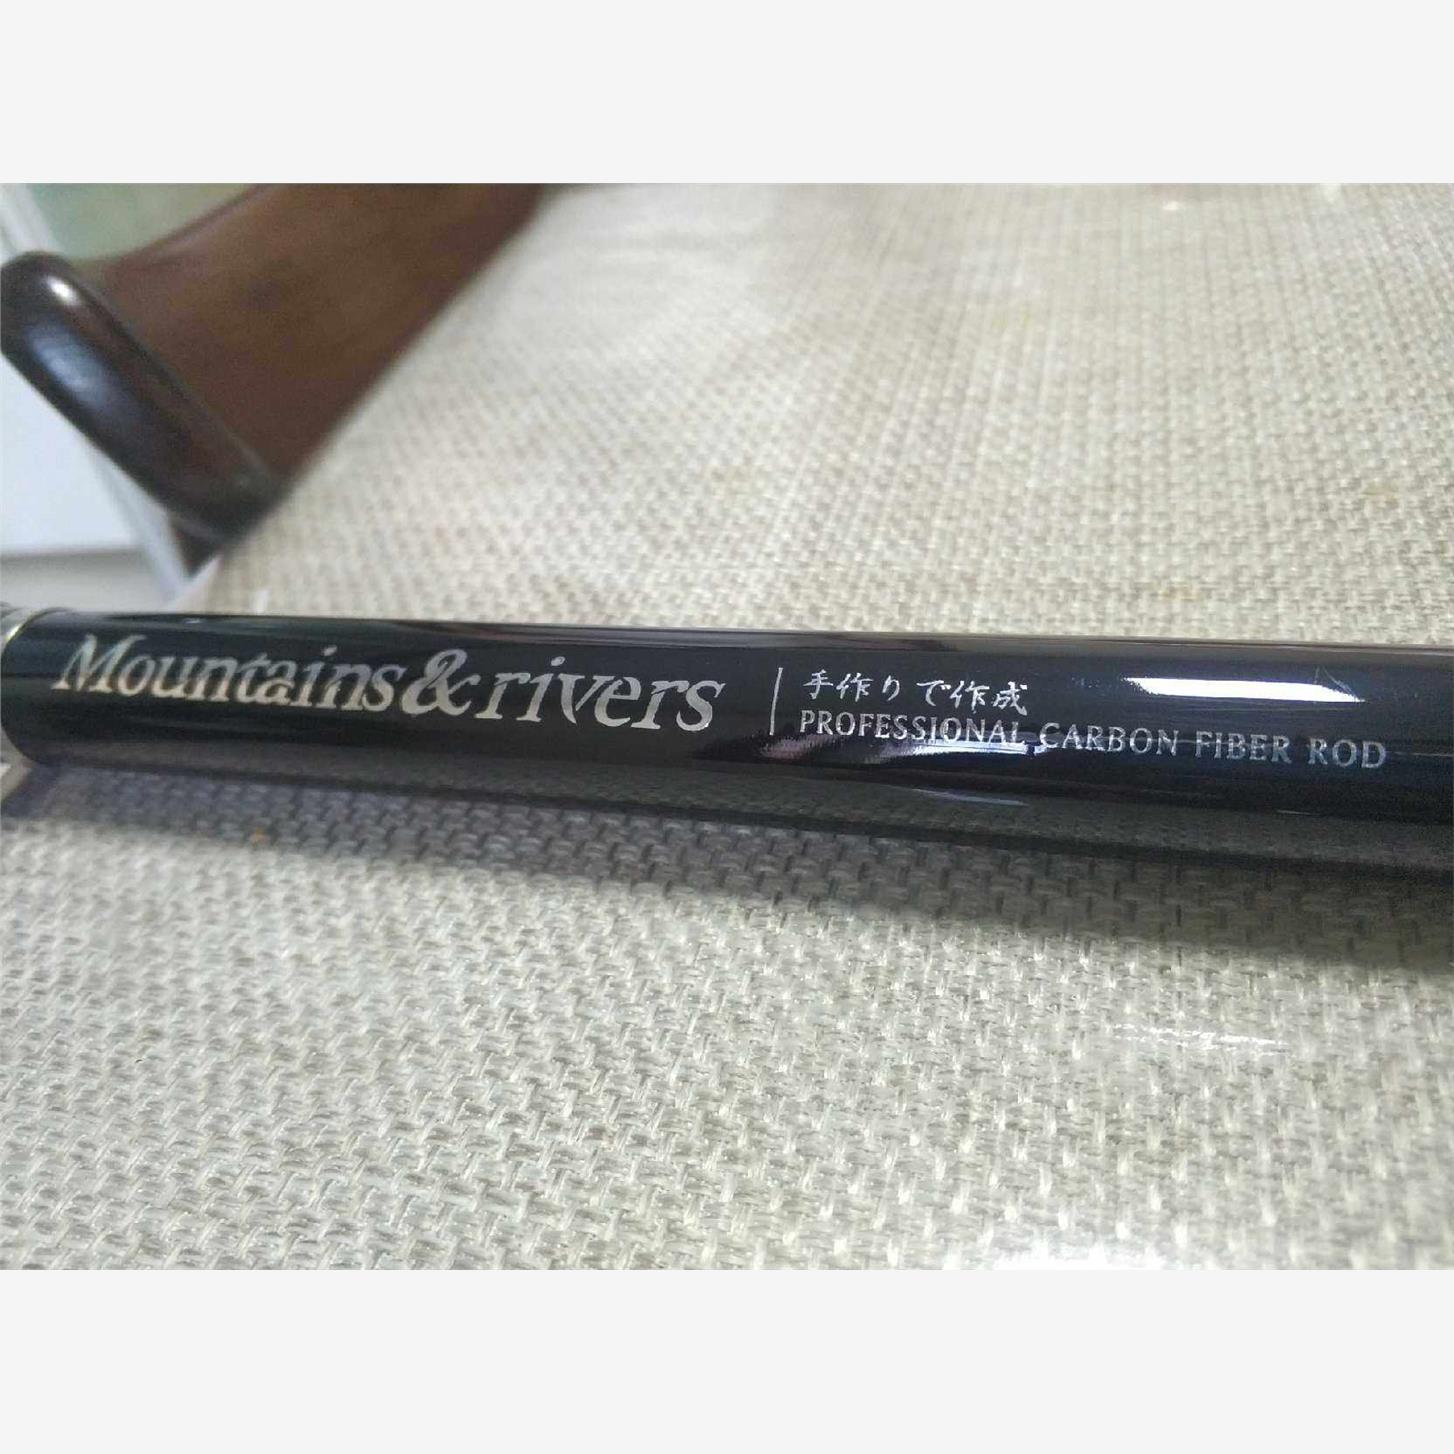 Mountains&rivers
手作りで作成
PROFESSIONAL CARBON FIBER ROD